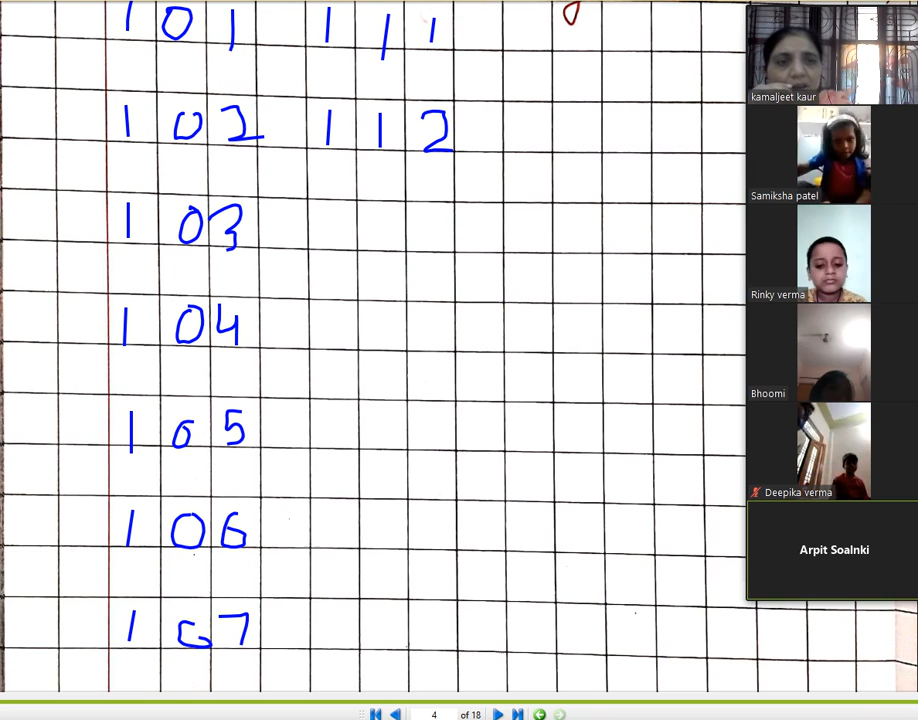 101 111
102 112
103
104
105
106
107
kamaljeet kaur
Samiksha patel
Rinky verma
Bhoomi
Deepika verma
Arpit Soalnki
4 of 18